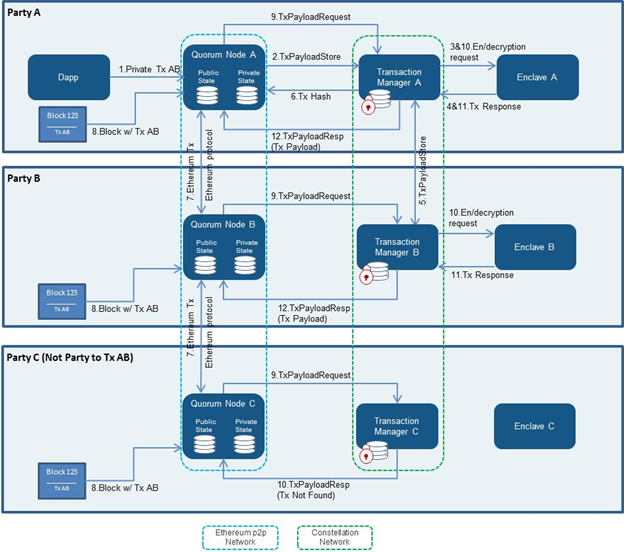 Party A
9.TxPayloadRequest
Dapp
1.Private Tx AB
Quorum Node A
Public
State
Private
State
2.TxPayloadStore
6.Tx Hash
Transaction
Manager A
3&10.En/decryption
request
4&11.Tx Response
Enclave A
Block123
Tx AB
8.Block w/ Tx AB
12.TxPayloadResp
(Tx Payload)
7.Ethereum Tx
Ethereum protocol
5.TxPayloadStore
Party B
9.TxPayloadRequest
Quorum Node B
Public
State
Private
State
Transaction
Manager B
10.En/decryption
request
11.Tx Response
Enclave B
Block123
Tx AB
8.Block w/ Tx AB
12.TxPayloadResp
(Tx Payload)
7.Ethereum Tx
Ethereum protocol
Party C (Not Party to Tx AB)
9.TxPayloadRequest
Quorum Node C
Public
State
Private
State
Transaction
Manager C
Enclave C
Block123
Tx AB
8.Block w/ Tx AB
10.TxPayloadResp
(Tx Not Found)
Ethereum p2p
Network
Constellation
Network